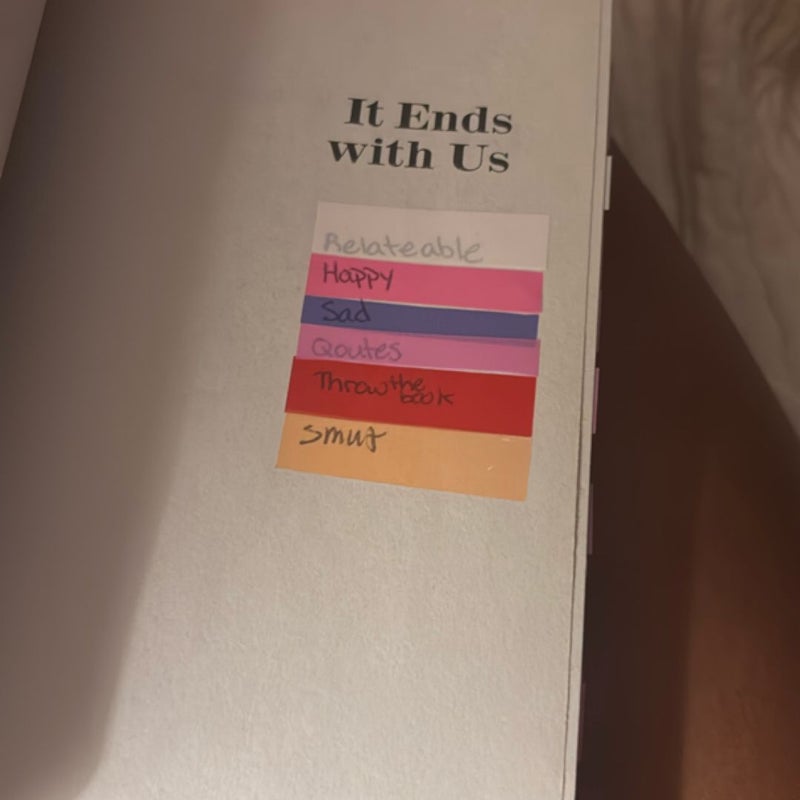 It Ends
with Us
Relateable
Happy
Sad
Qoutes
Throw the
book
smut